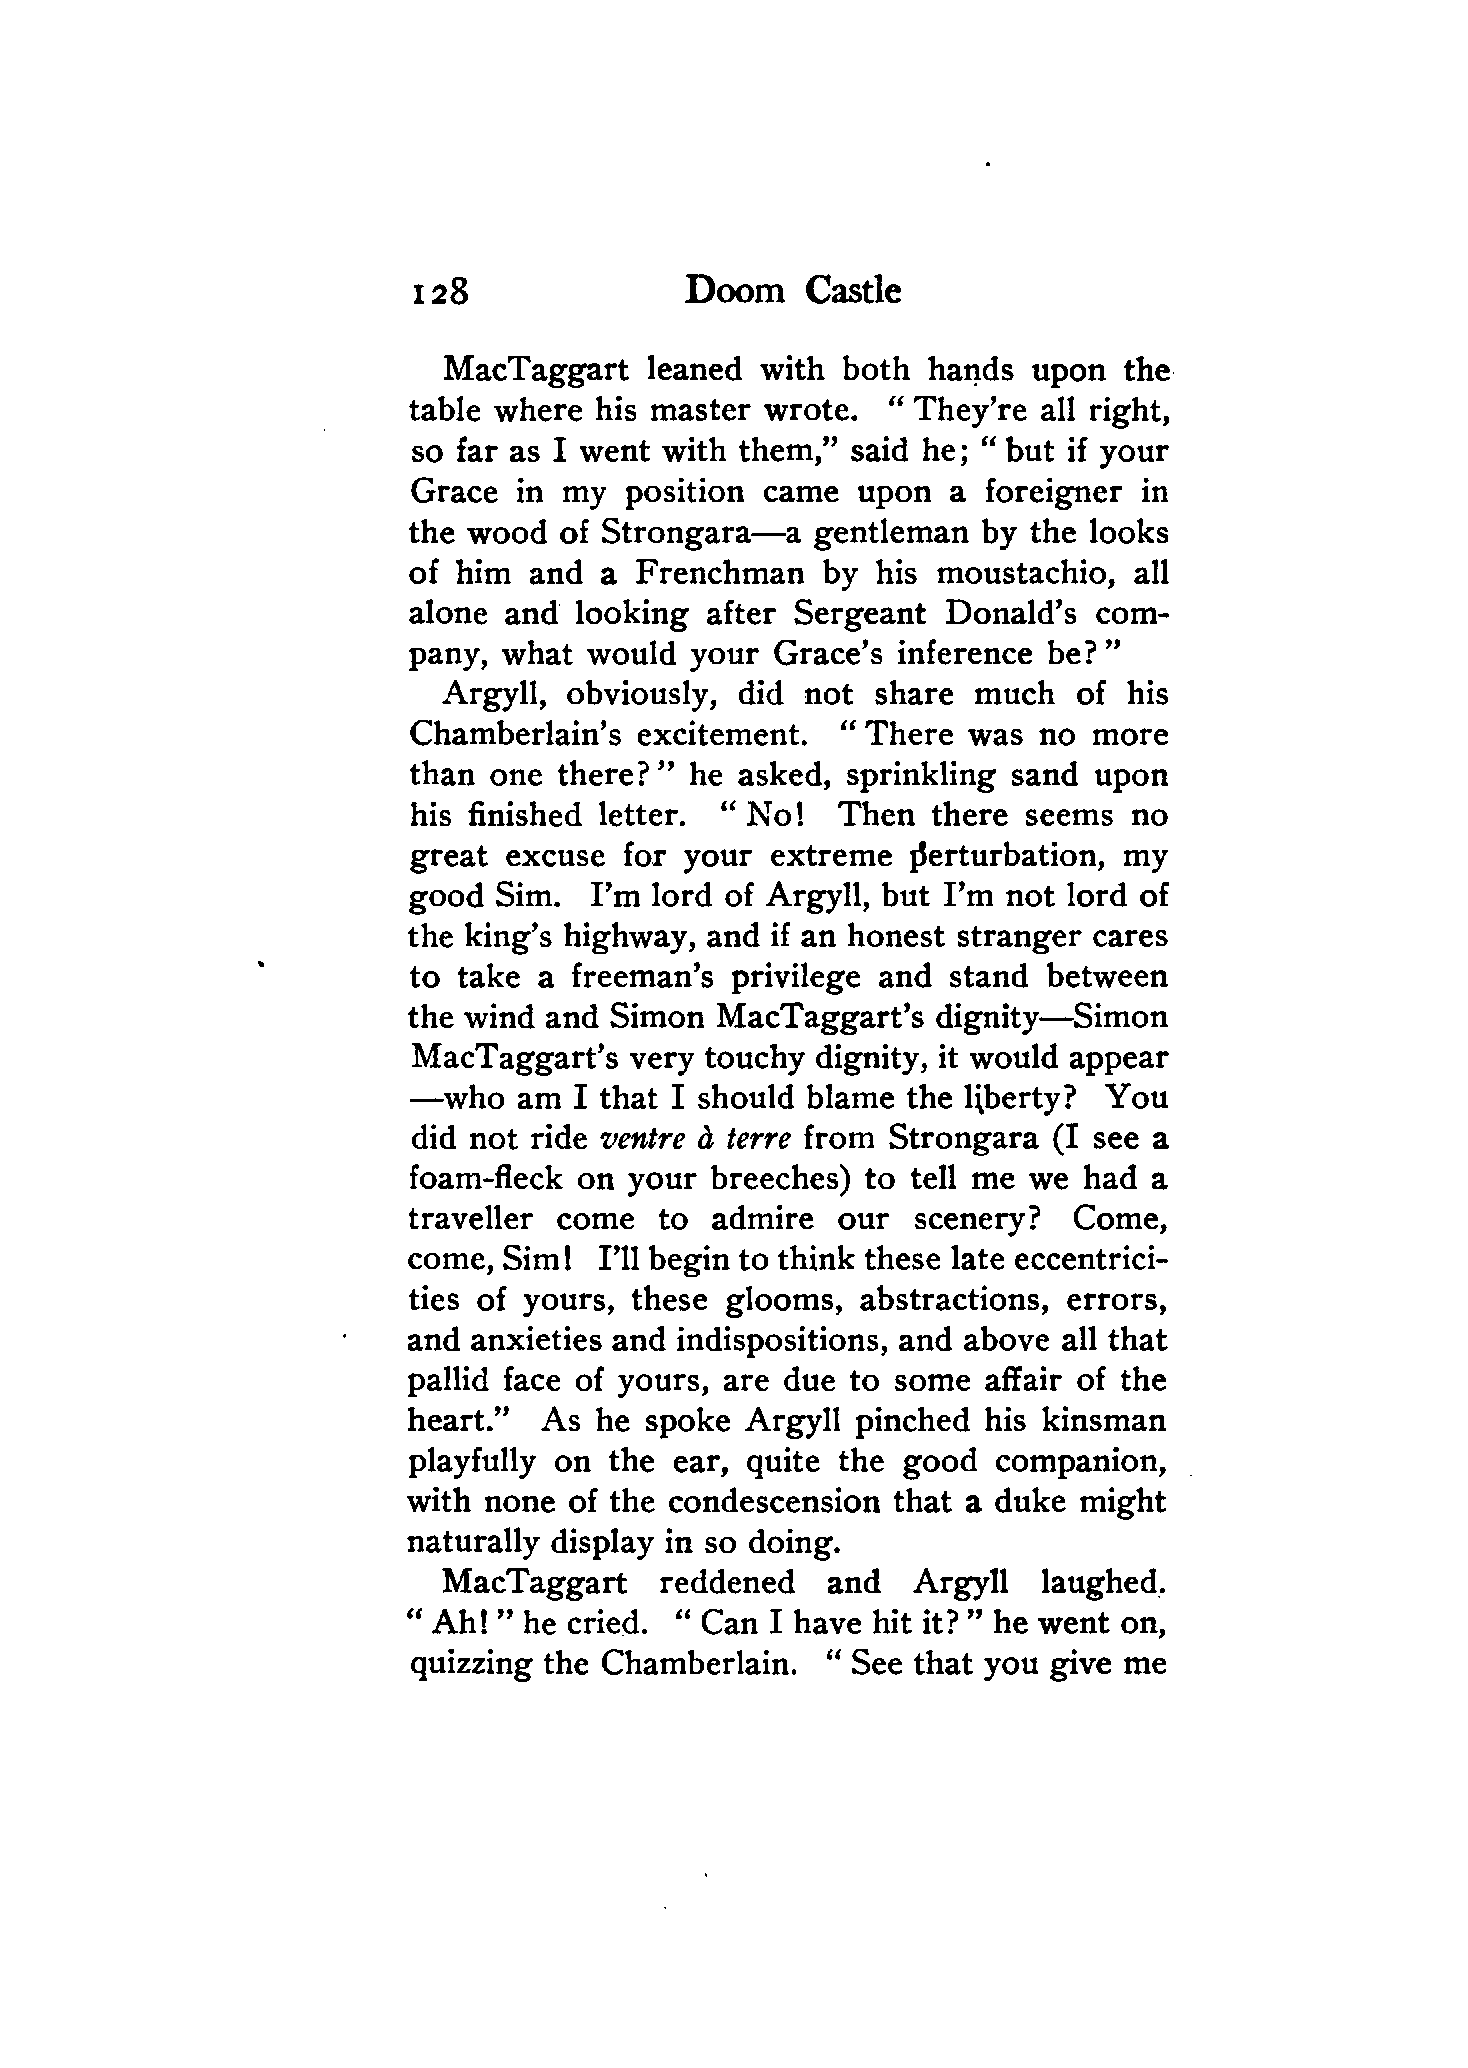 128 Doom Castle
MacTaggart leaned with both hands upon the
table where his master wrote. “They’re all right,
so far as I went with them,” said he; “but if your
Grace in my position came upon a foreigner in
the wood of Strongara—a gentleman by the looks
of him and a Frenchman by his moustachio, all
alone and looking after Sergeant Donald’s com-
pany, what would your Grace’s inference be?”
Argyll, obviously, did not share much of his
Chamberlain’s excitement. “There was no more
than one there?” he asked, sprinkling sand upon
his finished letter. “No! Then there seems no
great excuse for your extreme perturbation, my
good Sim. I’m lord of Argyll, but I’m not lord of
the king’s highway, and if an honest stranger cares
to take a freeman’s privilege and stand between
the wind and Simon MacTaggart’s dignity—Simon
MacTaggart’s very touchy dignity, it would appear
—who am I that I should blame the liberty? You
did not ride ventre à terre from Strongara (I see a
foam-fleck on your breeches) to tell me we had a
traveller come to admire our scenery? Come,
come, Sim! I’ll begin to think these late eccentrici-
ties of yours, these glooms, abstractions, errors,
and anxieties and indispositions, and above all that
pallid face of yours, are due to some affair of the
heart.” As he spoke Argyll pinched his kinsman
playfully on the ear, quite the good companion,
with none of the condescension that a duke might
naturally display in so doing.
MacTaggart reddened and Argyll laughed.
“Ah!” he cried. “Can I have hit it?” he went on,
quizzing the Chamberlain. “See that you give me